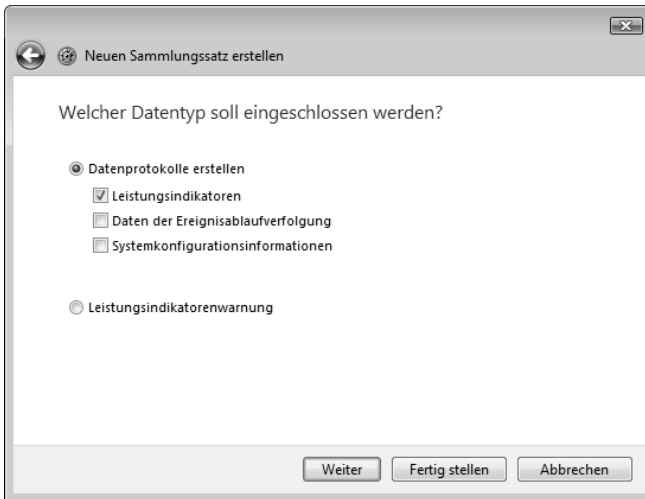 Neuen Sammlungssatz erstellen
Welcher Datentyp soll eingeschlossen werden?
Datenprotokolle erstellen
Leistungsindikatoren
Daten der Ereignisablaufverfolgung
Systemkonfigurationsinformationen
Leistungsindikatorenwarnung
Weiter Fertig stellen Abbrechen